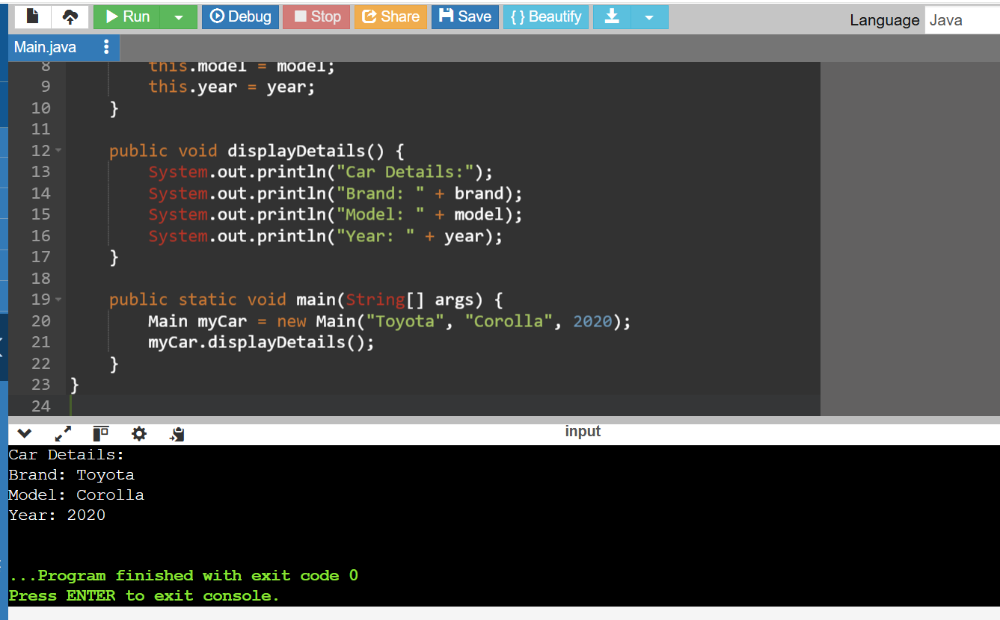 Run Debug Stop Share Save { } Beautify Language Java
Main.java
8 this.model = model;
9 this.year = year;
10 }
11
12 public void displayDetails() {
13 System.out.println("Car Details:");
14 System.out.println("Brand: " + brand);
15 System.out.println("Model: " + model);
16 System.out.println("Year: " + year);
17 }
18
19 public static void main(String[] args) {
20 Main myCar = new Main("Toyota", "Corolla", 2020);
21 myCar.displayDetails();
22 }
23 }
24
input
Car Details:
Brand: Toyota
Model: Corolla
Year: 2020
...Program finished with exit code 0
Press ENTER to exit console.